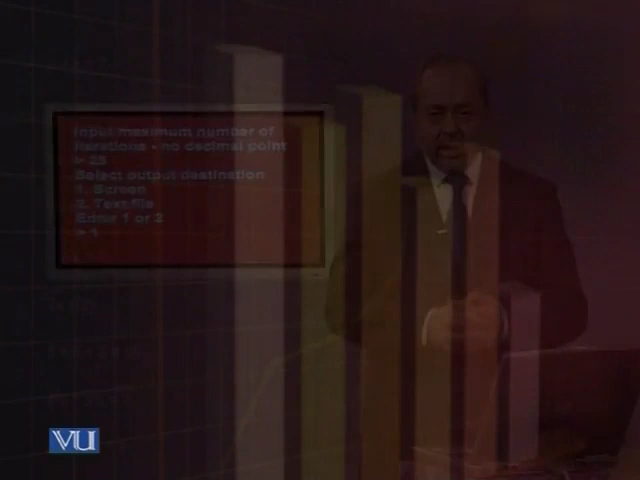 Input maximum number of
iterations - no decimal point
> 25
Select output destination
1. Screen
2. Text file
Enter 1 or 2
> 1
VU